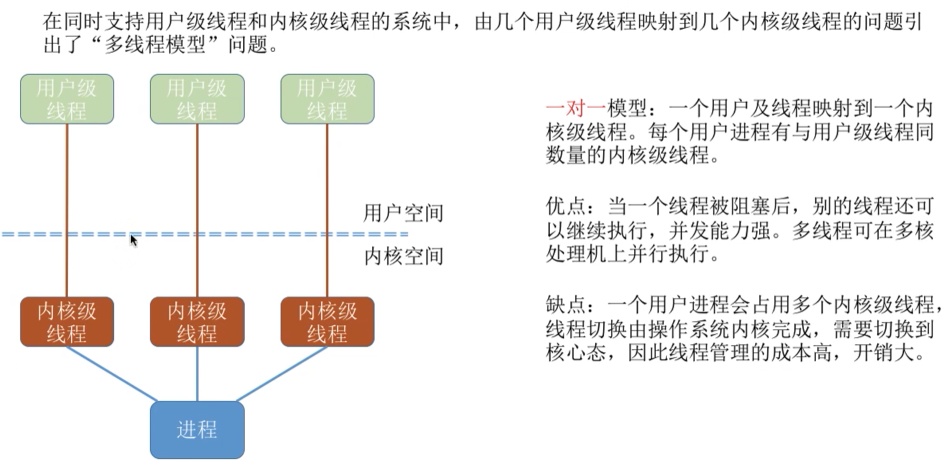 在同时支持用户级线程和内核级线程的系统中，由几个用户级线程映射到几个内核级线程的问题引
出了“多线程模型”问题。
用户级
线程
用户级
线程
用户级
线程
一对一模型：一个用户及线程映射到一个内
核级线程。每个用户进程有与用户级线程同
数量的内核级线程。
用户空间
内核空间
优点：当一个线程被阻塞后，别的线程还可
以继续执行，并发能力强。多线程可在多核
处理机上并行执行。
内核级
线程
内核级
线程
内核级
线程
缺点：一个用户进程会占用多个内核级线程，
线程切换由操作系统内核完成，需要切换到
核心态，因此线程管理的成本高，开销大。
进程